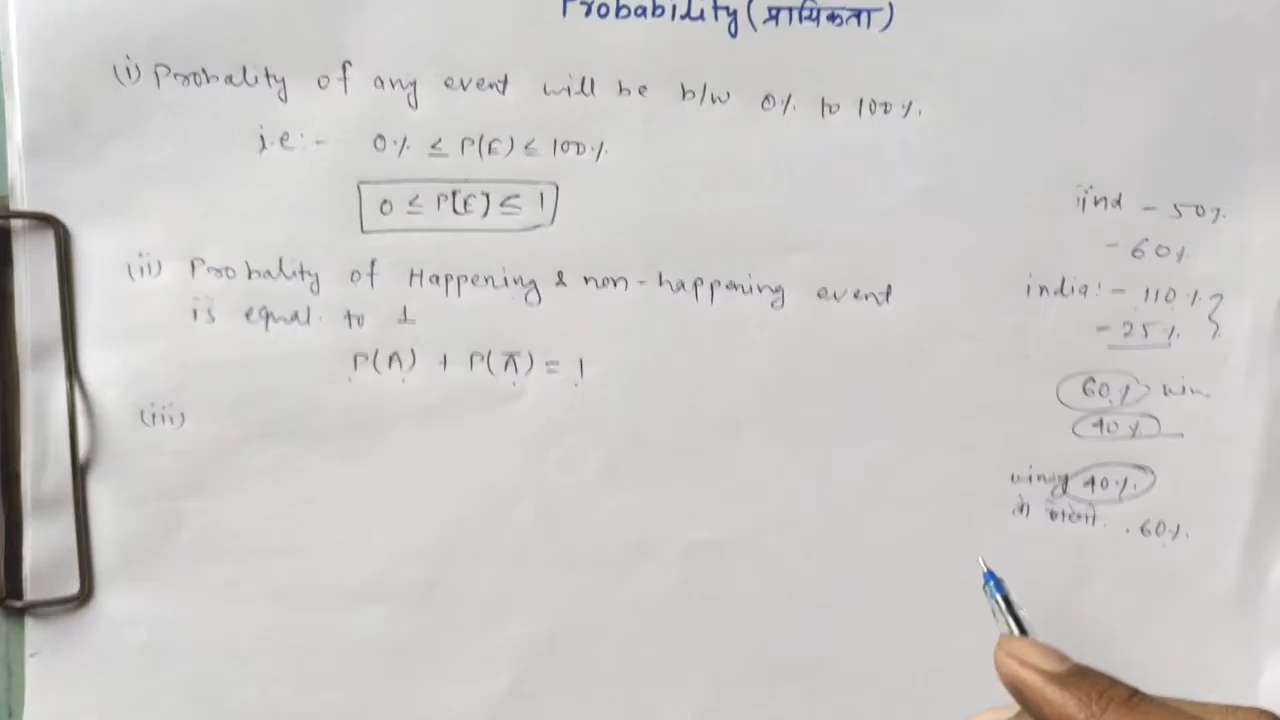 Probability (प्रायिकता)
(i) Probality of any event will be b/w 0% to 100%.
i.e:- 0% ≤ P(E) ≤ 100%
0 ≤ P(E) ≤ 1
(ii) Probality of Happening & non-happening event
is equal to 1
P(A) + P(Ā) = 1
(iii)
iind - 50%
- 60%
india:- 110%
- 25%
60% win
40%
40%
60%